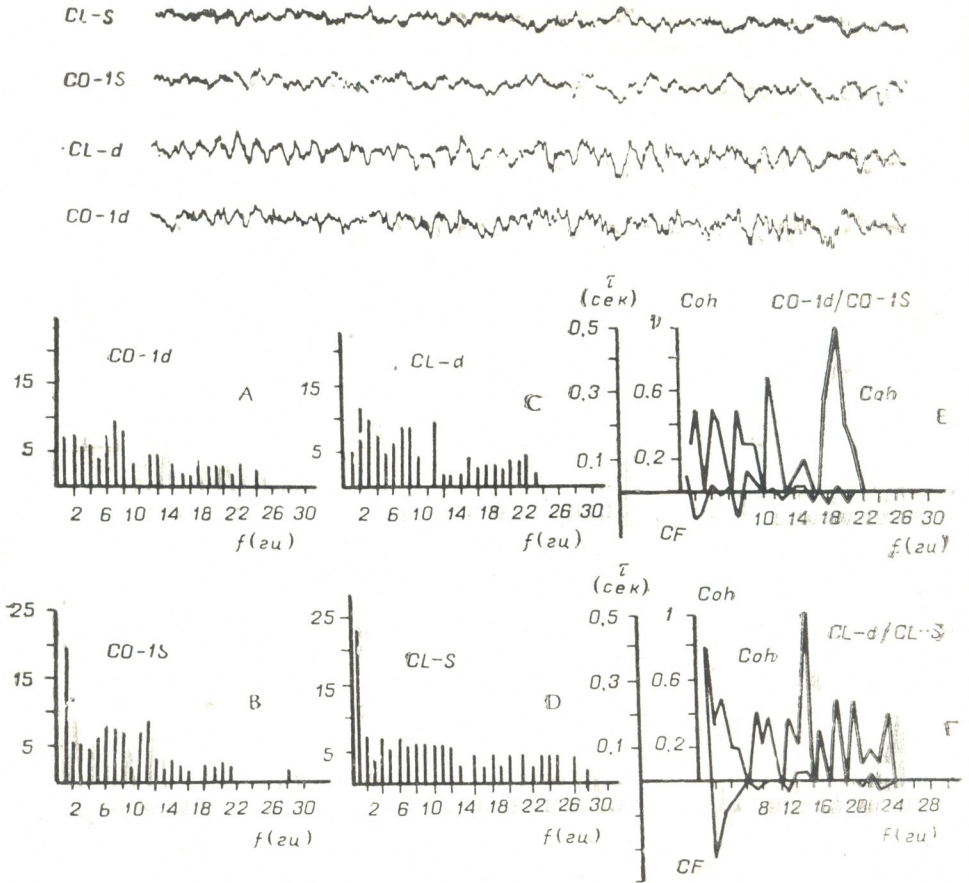 CL-S
CO-1S
CL-d
CO-1d
CO-1d
A
15
5
2 6 10 14 18 22 26 30
f(гц)
CL-d
C
15
5
2 6 10 14 18 22 26 30
f(гц)
τ
(сек)
Coh
CO-1d/CO-1S
0,5
0,3
0.1
0.6
0,2
Coh
E
CF
10 14 18 22 26 30
f(гц)
CO-1S
B
25
15
5
2 6 10 14 18 22 26 30
f(гц)
CL-S
D
25
15
5
2 6 10 14 18 22 26 30
f(гц)
τ
(сек)
Coh
CL-d/CL-S
0,5
0,3
0,1
1
0.6
0.2
Coh
CF
8 12 16 20 24 28
f(гц)